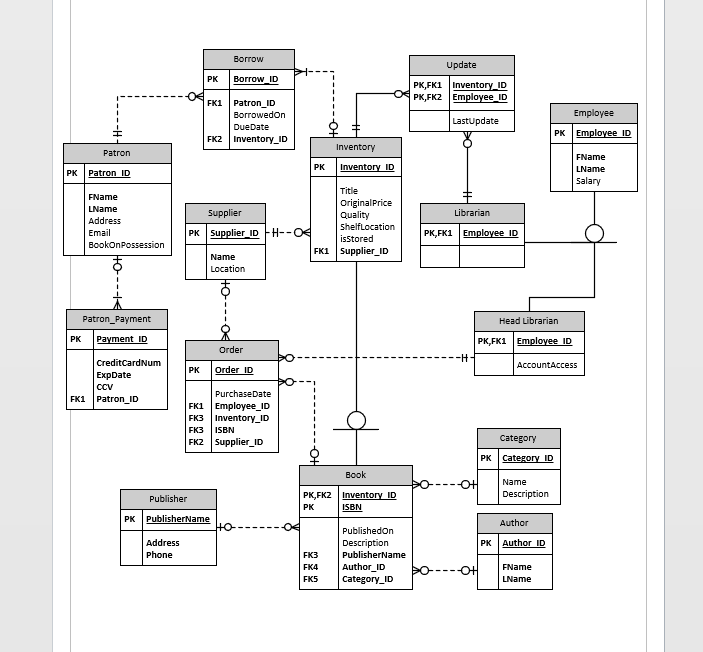 Borrow
PK Borrow_ID
FK1 Patron_ID
BorrowedOn
DueDate
FK2 Inventory_ID
Update
PK,FK1 Inventory_ID
PK,FK2 Employee_ID
LastUpdate
Employee
PK Employee_ID
FName
LName
Salary
Patron
PK Patron_ID
FName
LName
Address
Email
BookOnPossession
Inventory
PK Inventory_ID
Title
OriginalPrice
Quality
ShelfLocation
isStored
FK1 Supplier_ID
Supplier
PK Supplier_ID
Name
Location
Librarian
PK,FK1 Employee_ID
Patron_Payment
PK Payment_ID
CreditCardNum
ExpDate
CCV
FK1 Patron_ID
Head Librarian
PK,FK1 Employee_ID
AccountAccess
Order
PK Order_ID
PurchaseDate
FK1 Employee_ID
FK3 Inventory_ID
FK3 ISBN
FK2 Supplier_ID
Category
PK Category_ID
Name
Description
Book
PK,FK2 Inventory_ID
PK ISBN
PublishedOn
Description
FK3 PublisherName
FK4 Author_ID
FK5 Category_ID
Publisher
PK PublisherName
Address
Phone
Author
PK Author_ID
FName
LName